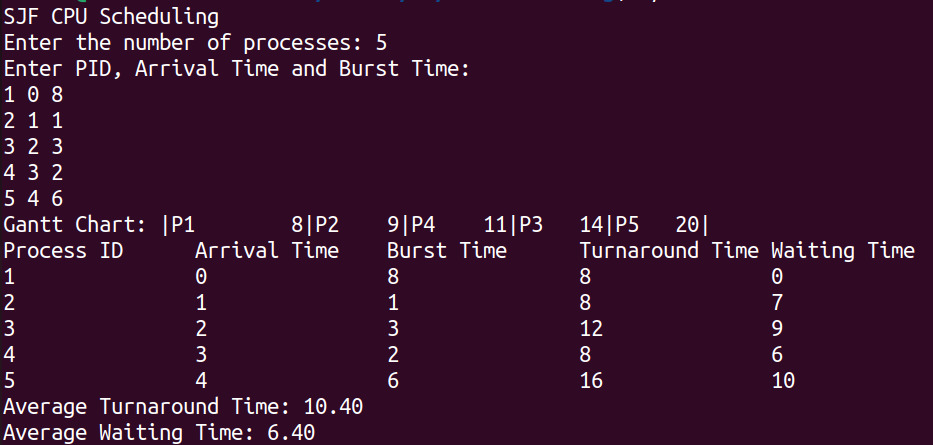 SJF CPU Scheduling
Enter the number of processes: 5
Enter PID, Arrival Time and Burst Time:
1 0 8
2 1 1
3 2 3
4 3 2
5 4 6
Gantt Chart: |P1        8|P2    9|P4    11|P3   14|P5   20|
Process ID      Arrival Time    Burst Time      Turnaround Time Waiting Time
1               0               8               8               0
2               1               1               8               7
3               2               3               12              9
4               3               2               8               6
5               4               6               16              10
Average Turnaround Time: 10.40
Average Waiting Time: 6.40